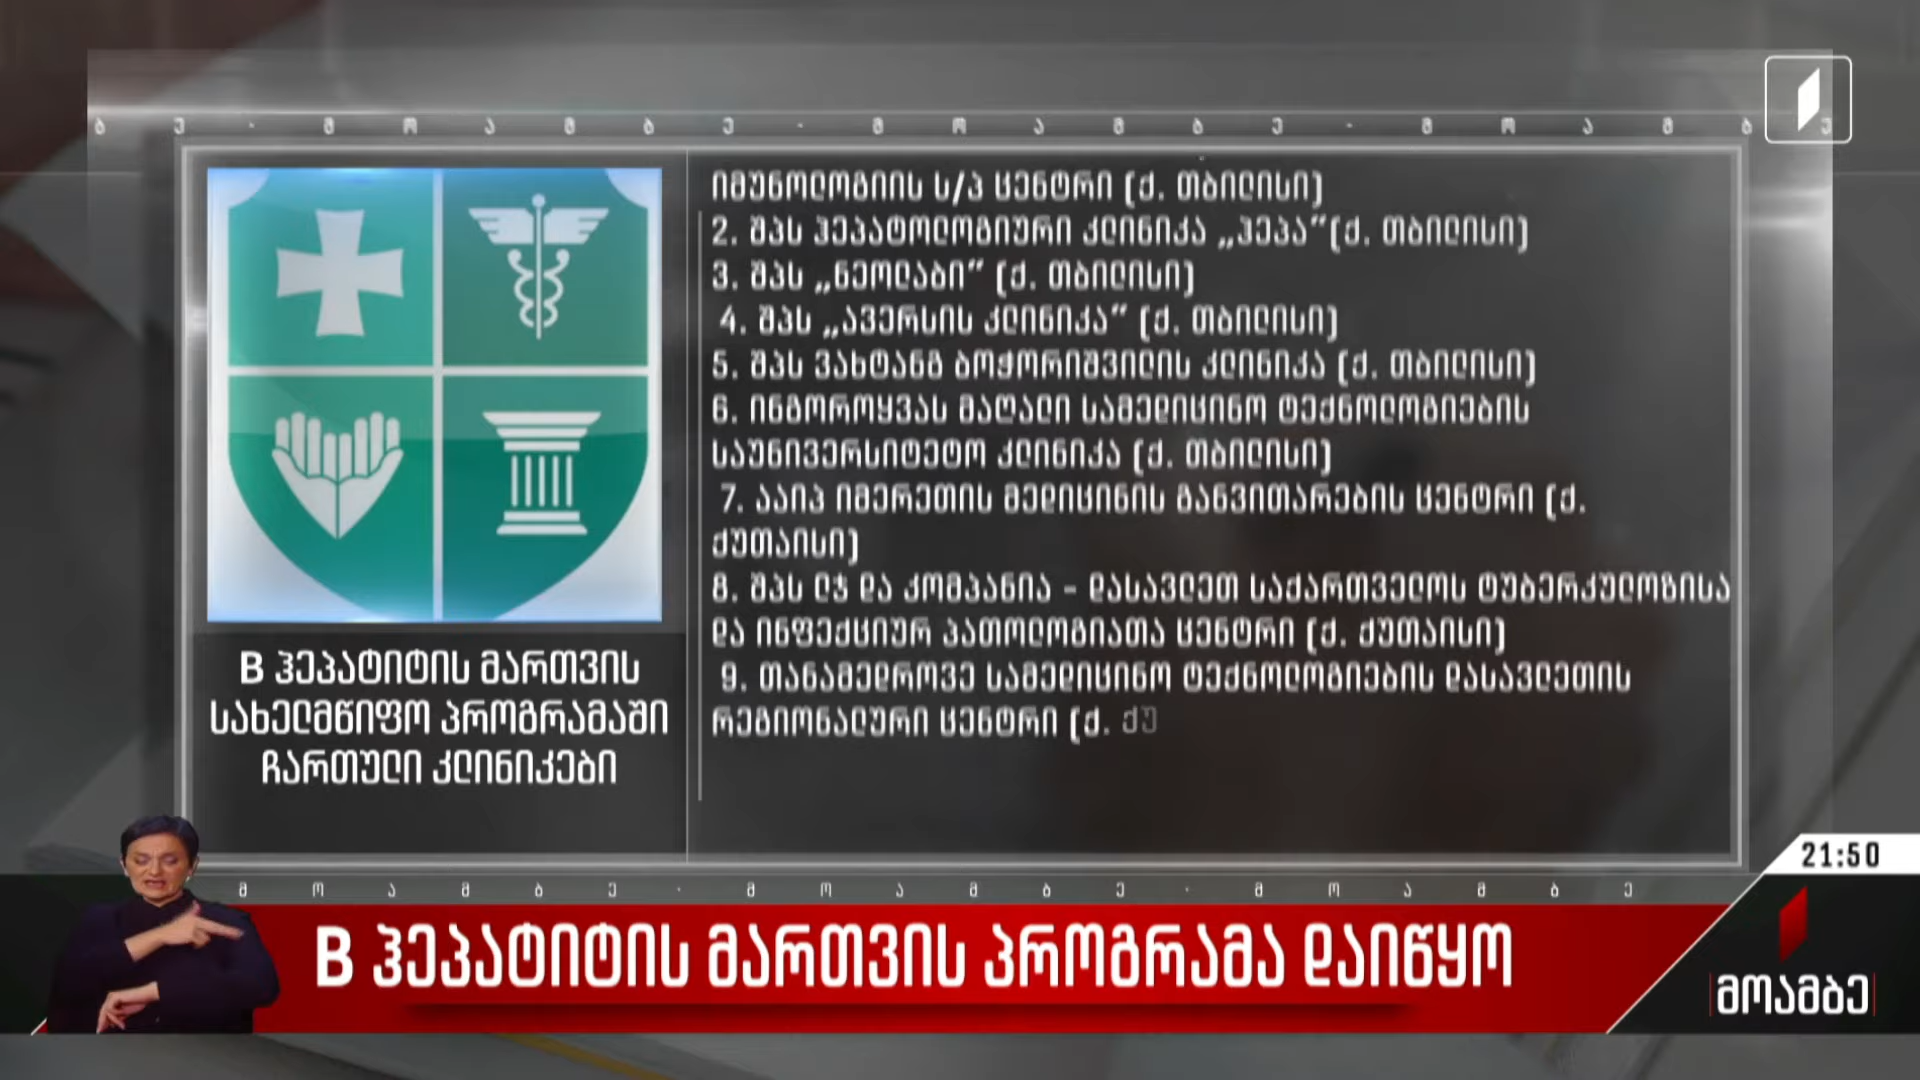 ბ ე · მ ო ა მ ბ ე · მ ო ა მ ბ ე · მ ო ა მ ბ ე
იმუნოლოგიის ს/პ ცენტრი (ქ. თბილისი)
2. შპს ჰეპატოლოგიური კლინიკა „ჰეპა“(ქ. თბილისი)
3. შპს „ნეოლაბი“ (ქ. თბილისი)
4. შპს „ავერსის კლინიკა“ (ქ. თბილისი)
5. შპს ვახტანგ ბოჭორიშვილის კლინიკა (ქ. თბილისი)
6. ინგოროყვას მაღალი სამედიცინო ტექნოლოგიების
საუნივერსიტეტო კლინიკა (ქ. თბილისი)
7. ააიპ იმერეთის მედიცინის განვითარების ცენტრი (ქ.
ქუთაისი)
8. შპს ლჯ და კომპანია - დასავლეთ საქართველოს ტუბერკულოზისა
და ინფექციურ პათოლოგიათა ცენტრი (ქ. ქუთაისი)
9. თანამედროვე სამედიცინო ტექნოლოგიების დასავლეთის
რეგიონალური ცენტრი (ქ. ქუ
B ჰეპატიტის მართვის
სახელმწიფო პროგრამაში
ჩართული კლინიკები
მ ო ა მ ბ ე · მ ო ა მ ბ ე · მ ო ა მ ბ ე
21:50
B ჰეპატიტის მართვის პროგრამა დაიწყო
მოამბე